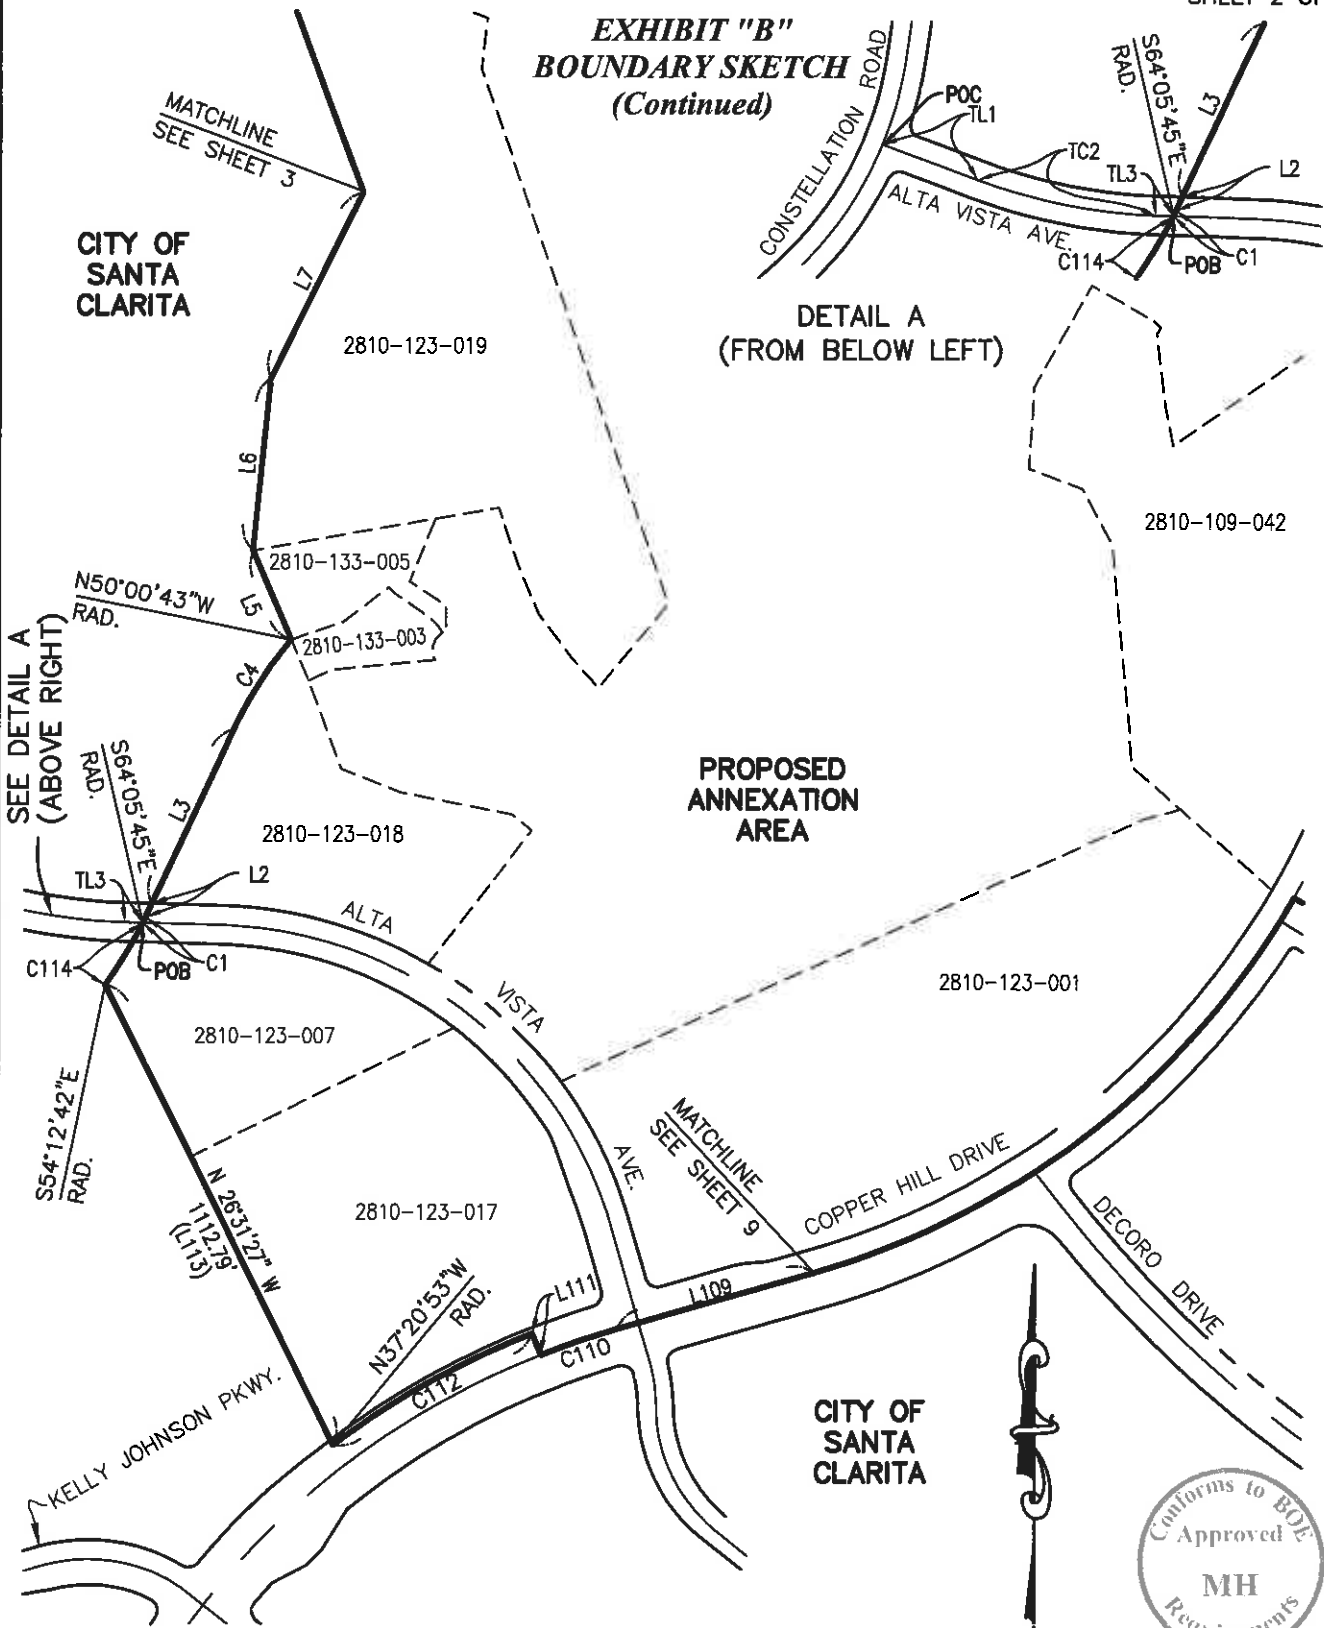 EXHIBIT "B"
BOUNDARY SKETCH
(Continued)
MATCHLINE
SEE SHEET 3
CITY OF
SANTA
CLARITA
L7
2810-123-019
L6
2810-133-005
N50°00'43"W
RAD.
L5
2810-133-003
C4
SEE DETAIL A
(ABOVE RIGHT)
S64°05'45"E
RAD.
L3
2810-123-018
TL3
L2
C114
POB
C1
ALTA
VISTA
AVE.
2810-123-007
S54°12'42"E
RAD.
N 26°31'27" W
1112.79'
(L113)
2810-123-017
N37°20'53"W
RAD.
L111
C112
C110
L109
KELLY JOHNSON PKWY.
CONSTELLATION ROAD
POC
TL1
TC2
TL3
S64°05'45"E
RAD.
L3
L2
ALTA VISTA AVE.
C114
POB
C1
DETAIL A
(FROM BELOW LEFT)
2810-109-042
PROPOSED
ANNEXATION
AREA
2810-123-001
MATCHLINE
SEE SHEET 9
COPPER HILL DRIVE
DECORO DRIVE
CITY OF
SANTA
CLARITA
Conforms to BOE
Approved
MH